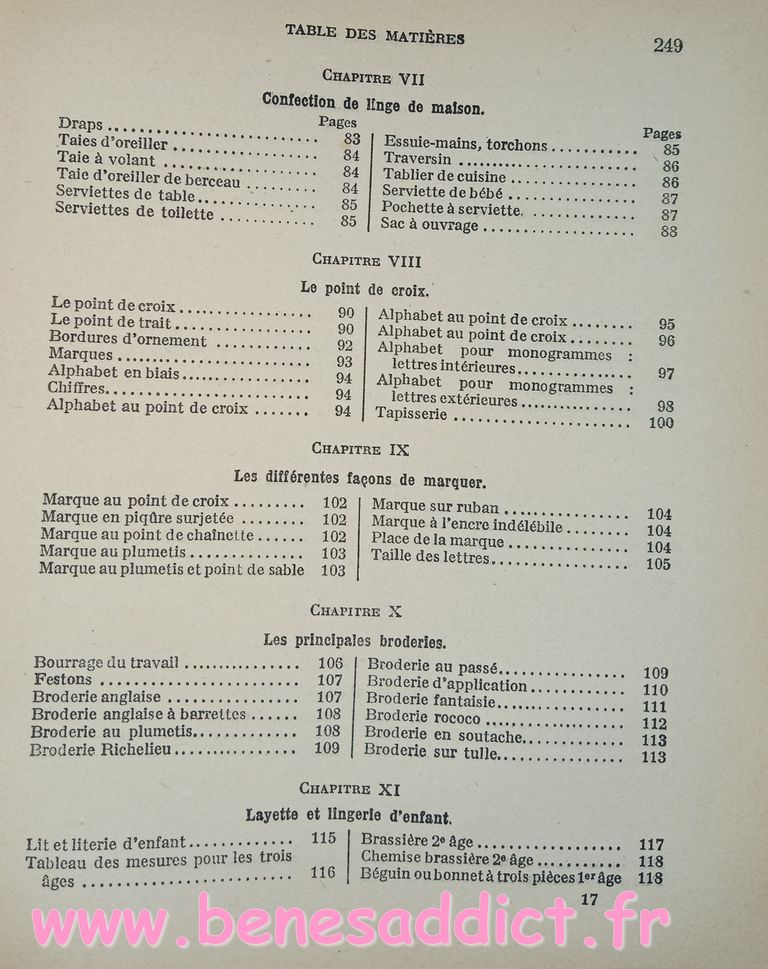 TABLE DES MATIÈRES
249
CHAPITRE VII
Confection de linge de maison.
Pages
Draps .......... 83
Taies d'oreiller .......... 84
Taie à volant .......... 84
Taie d'oreiller de berceau .......... 84
Serviettes de table .......... 85
Serviettes de toilette .......... 85
Pages
Essuie-mains, torchons .......... 85
Traversin .......... 86
Tablier de cuisine .......... 86
Serviette de bébé .......... 87
Pochette à serviette. .......... 87
Sac à ouvrage .......... 88
CHAPITRE VIII
Le point de croix.
Le point de croix .......... 90
Le point de trait .......... 90
Bordures d'ornement .......... 92
Marques .......... 93
Alphabet en biais .......... 94
Chiffres .......... 94
Alphabet au point de croix ....... 94
Alphabet au point de croix ........ 95
Alphabet au point de croix ........ 96
Alphabet pour monogrammes :
lettres intérieures .......... 97
Alphabet pour monogrammes :
lettres extérieures .......... 98
Tapisserie .......... 100
CHAPITRE IX
Les différentes façons de marquer.
Marque au point de croix ......... 102
Marque en piqûre surjetée ........ 102
Marque au point de chaînette ...... 102
Marque au plumetis .......... 103
Marque au plumetis et point de sable 103
Marque sur ruban .......... 104
Marque à l'encre indélébile ........ 104
Place de la marque .......... 104
Taille des lettres .......... 105
CHAPITRE X
Les principales broderies.
Bourrage du travail .......... 106
Festons .......... 107
Broderie anglaise .......... 107
Broderie anglaise à barrettes ...... 108
Broderie au plumetis .......... 108
Broderie Richelieu .......... 109
Broderie au passé .......... 109
Broderie d'application .......... 110
Broderie fantaisie .......... 111
Broderie rococo .......... 112
Broderie en soutache .......... 113
Broderie sur tulle .......... 113
CHAPITRE XI
Layette et lingerie d'enfant.
Lit et literie d'enfant .......... 115
Tableau des mesures pour les trois
âges .......... 116
Brassière 2e âge .......... 117
Chemise brassière 2e âge .......... 118
Béguin ou bonnet à trois pièces 1er âge 118
17
www.benesaddict.fr